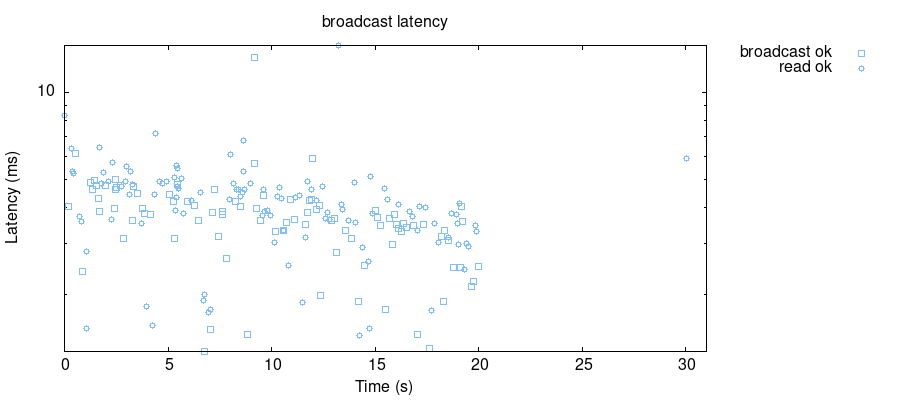 broadcast latency
broadcast ok
read ok
10
Latency (ms)
0 5 10 15 20 25 30
Time (s)